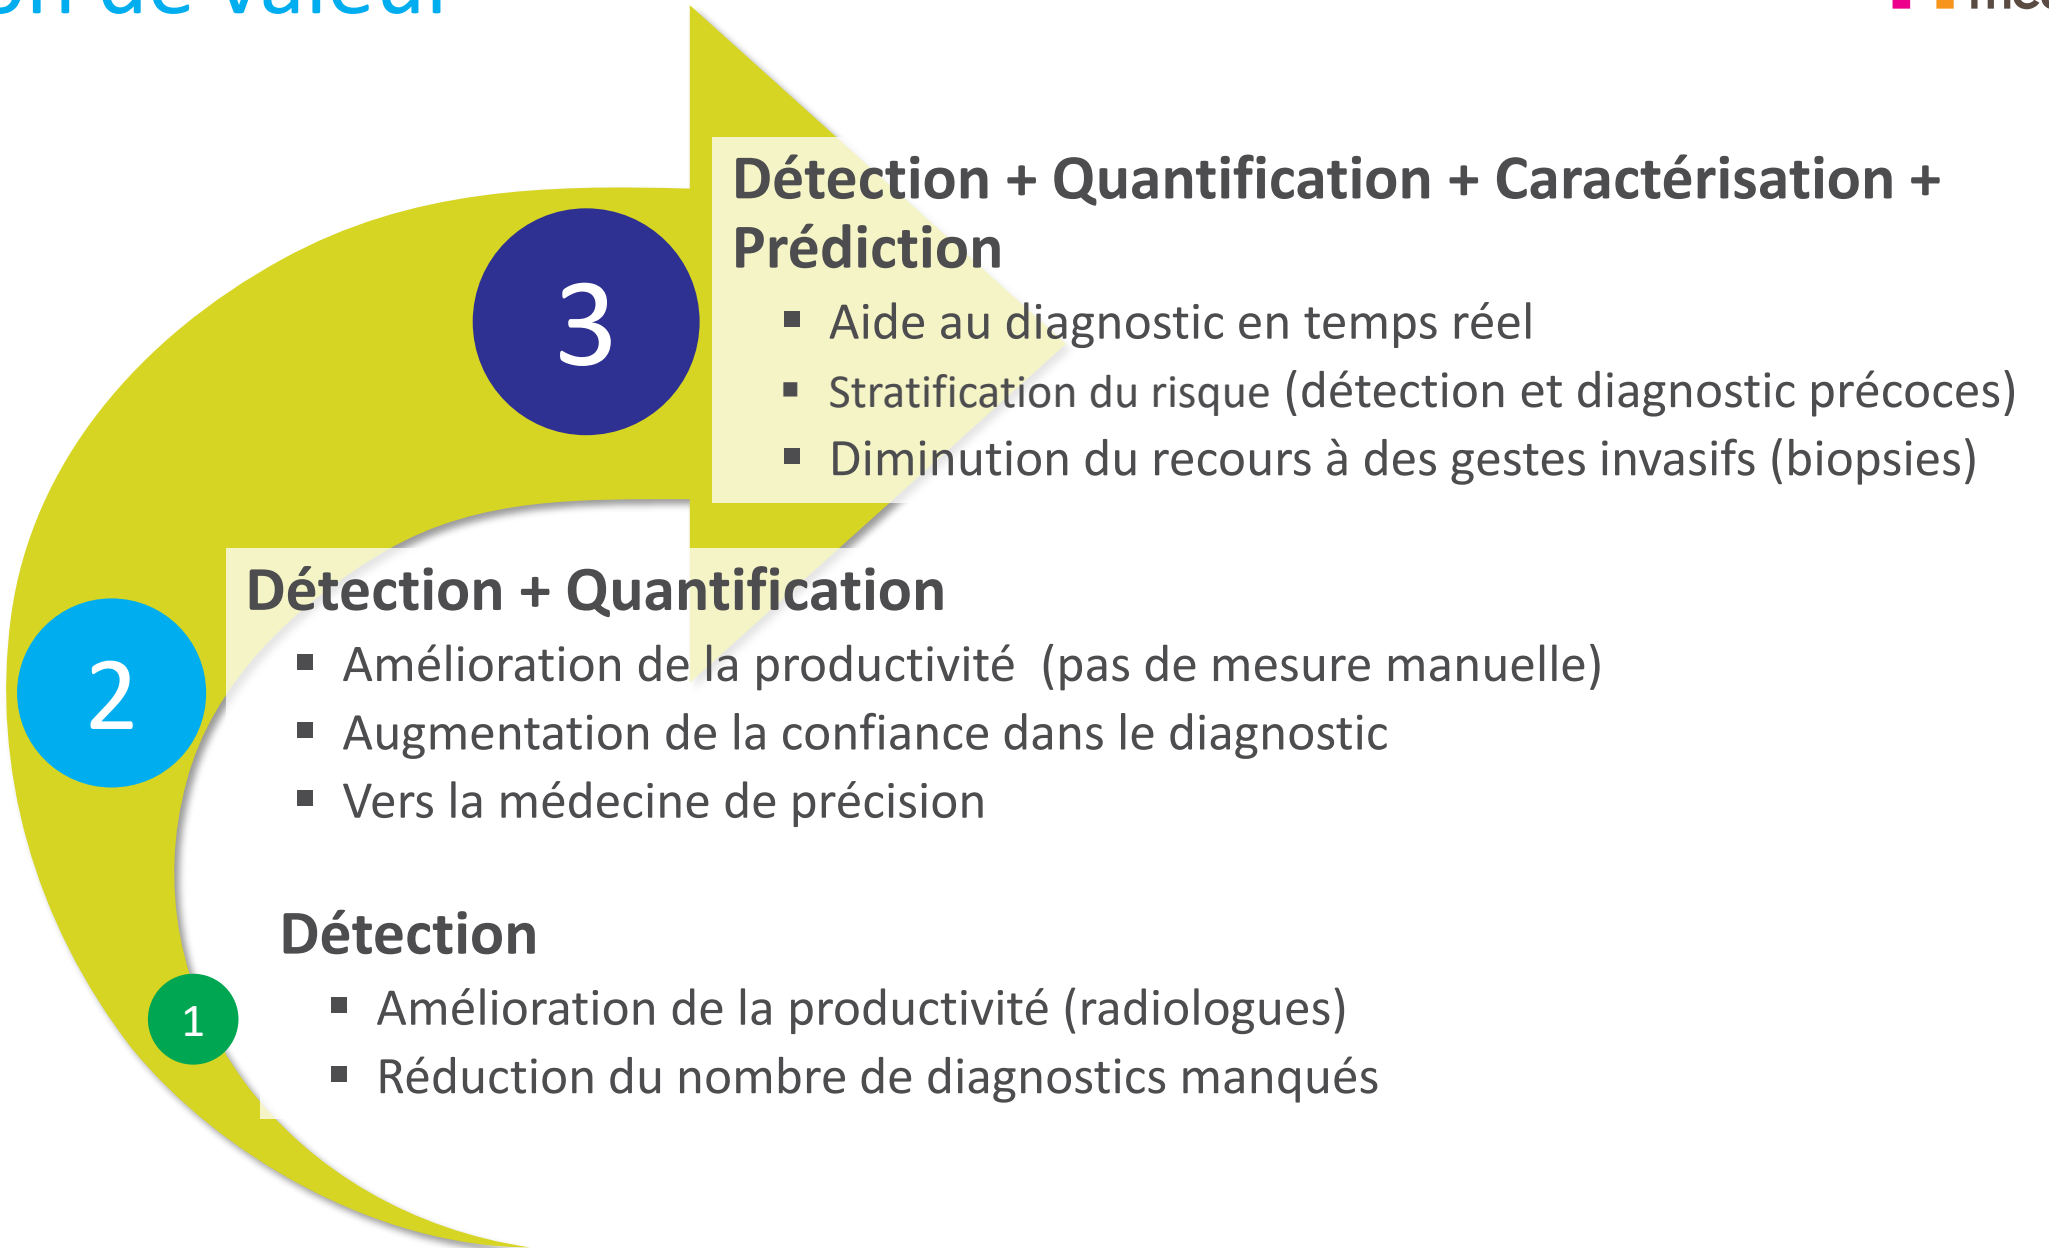 on de valeur
3
Détection + Quantification + Caractérisation +
Prédiction
▪ Aide au diagnostic en temps réel
▪ Stratification du risque (détection et diagnostic précoces)
▪ Diminution du recours à des gestes invasifs (biopsies)
2
Détection + Quantification
▪ Amélioration de la productivité (pas de mesure manuelle)
▪ Augmentation de la confiance dans le diagnostic
▪ Vers la médecine de précision
1
Détection
▪ Amélioration de la productivité (radiologues)
▪ Réduction du nombre de diagnostics manqués